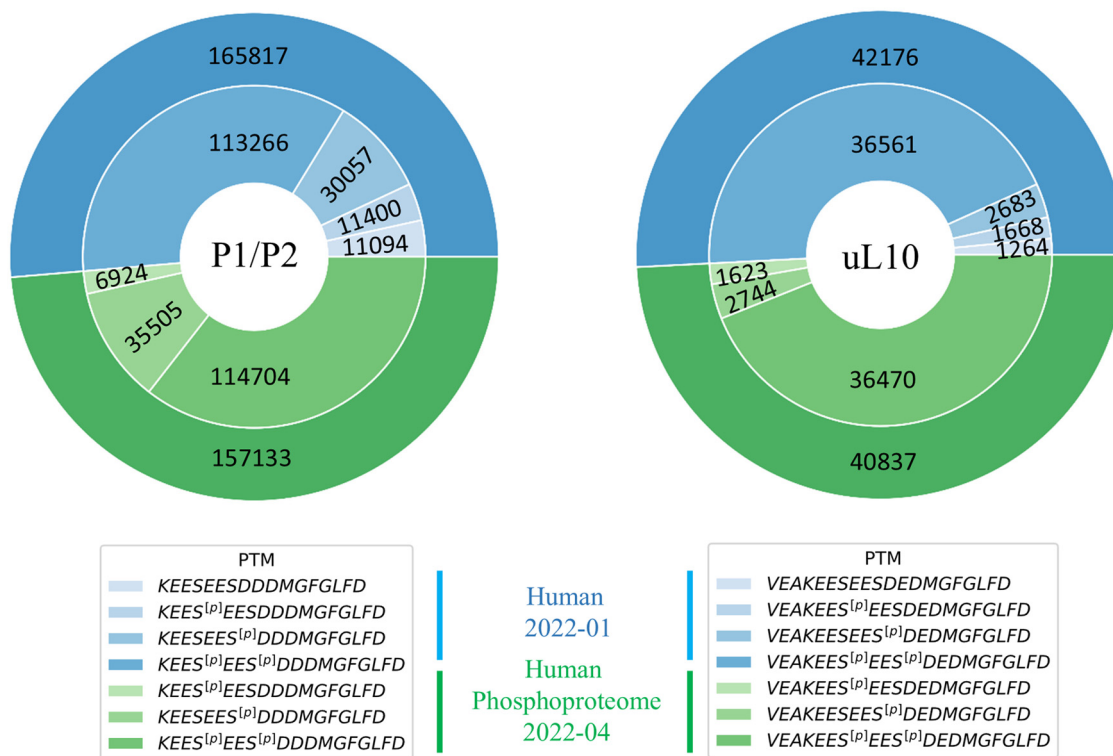 165817
113266
30057
11400
11094
P1/P2
6924
35505
114704
157133
42176
36561
2683
1668
1264
uL10
1623
2744
36470
40837
PTM
KEESEESDDDMGFGLFD
KEES[p]EESDDDMGFGLFD
KEESEES[p]DDDMGFGLFD
KEES[p]EES[p]DDDMGFGLFD
KEES[p]EESDDDMGFGLFD
KEESEES[p]DDDMGFGLFD
KEES[p]EES[p]DDDMGFGLFD
Human
2022-01
Human
Phosphoproteome
2022-04
PTM
VEAKEESEESDEDMGFGLFD
VEAKEES[p]EESDEDMGFGLFD
VEAKEESEES[p]DEDMGFGLFD
VEAKEES[p]EES[p]DEDMGFGLFD
VEAKEES[p]EESDEDMGFGLFD
VEAKEESEES[p]DEDMGFGLFD
VEAKEES[p]EES[p]DEDMGFGLFD